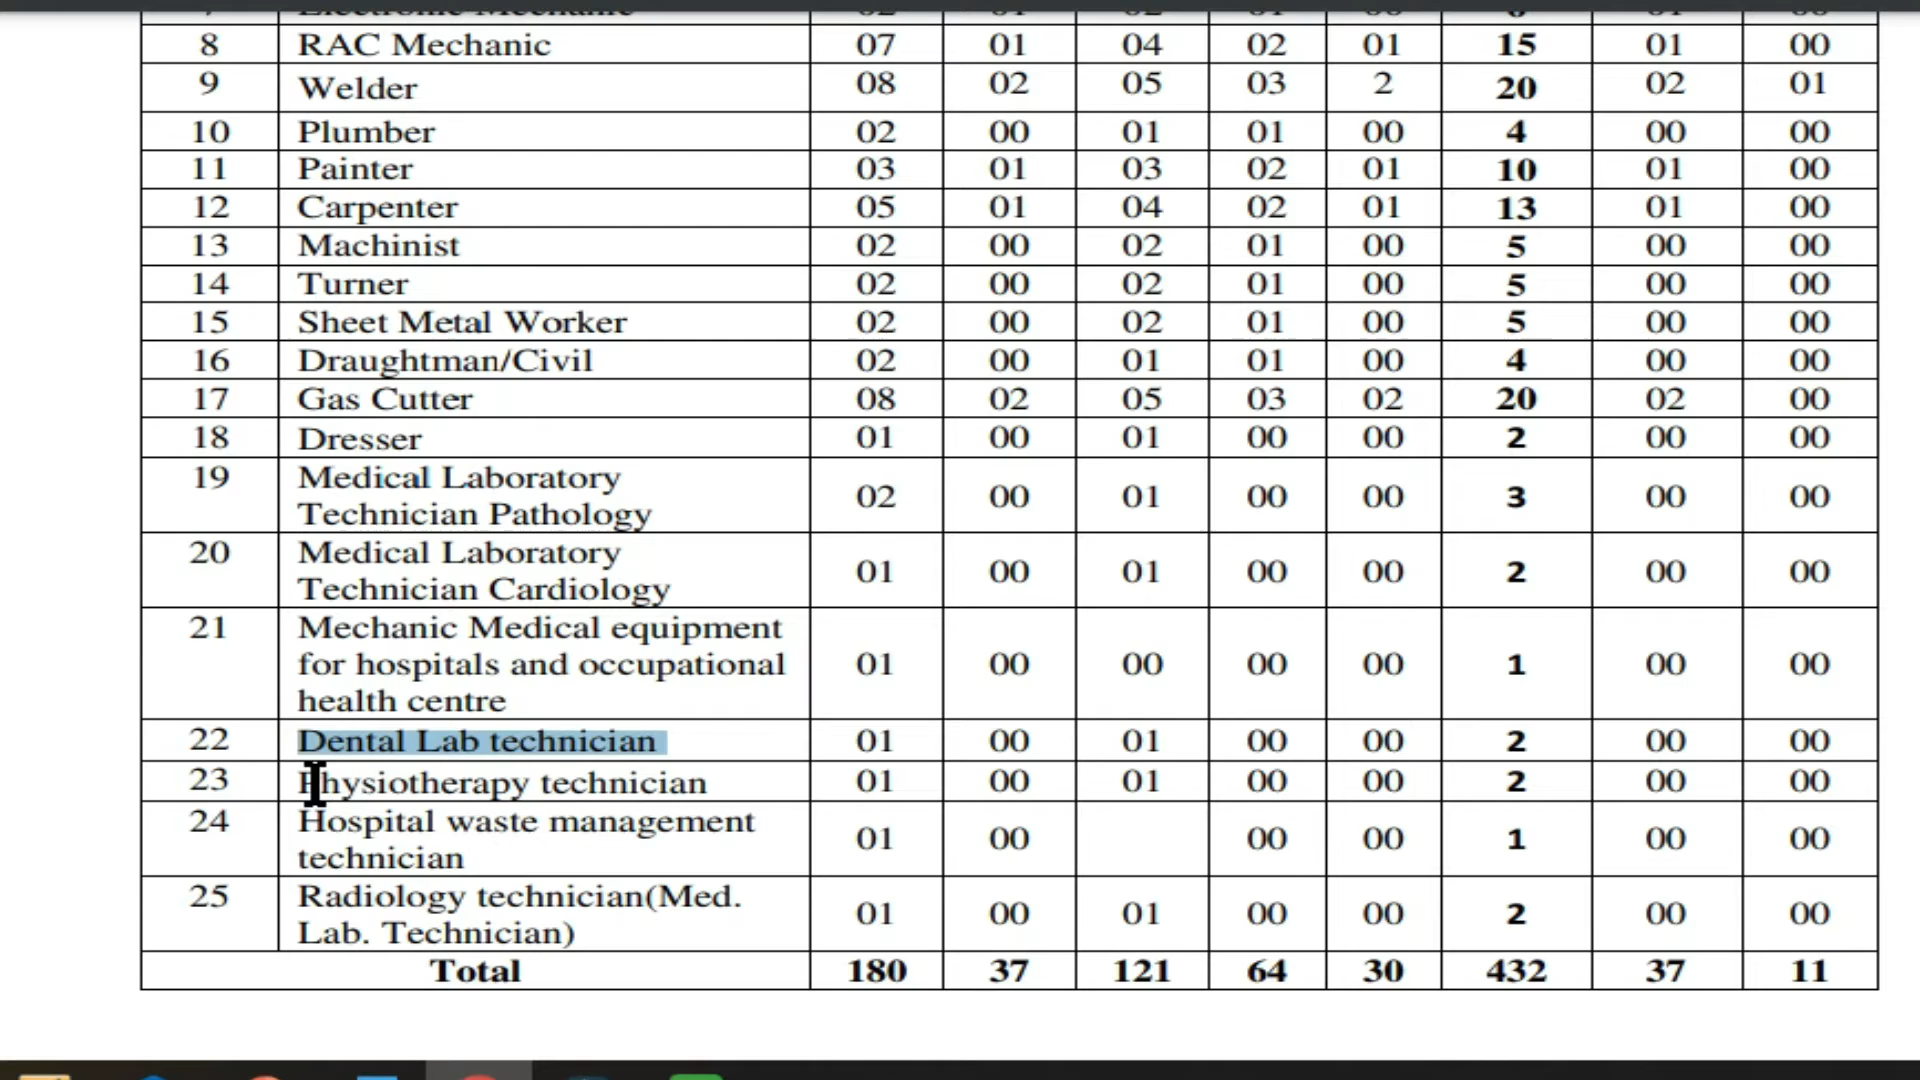 8 RAC Mechanic 07 01 04 02 01 15 01 00
9 Welder 08 02 05 03 2 20 02 01
10 Plumber 02 00 01 01 00 4 00 00
11 Painter 03 01 03 02 01 10 01 00
12 Carpenter 05 01 04 02 01 13 01 00
13 Machinist 02 00 02 01 00 5 00 00
14 Turner 02 00 02 01 00 5 00 00
15 Sheet Metal Worker 02 00 02 01 00 5 00 00
16 Draughtman/Civil 02 00 01 01 00 4 00 00
17 Gas Cutter 08 02 05 03 02 20 02 00
18 Dresser 01 00 01 00 00 2 00 00
19 Medical Laboratory
Technician Pathology 02 00 01 00 00 3 00 00
20 Medical Laboratory
Technician Cardiology 01 00 01 00 00 2 00 00
21 Mechanic Medical equipment
for hospitals and occupational 01 00 00 00 00 1 00 00
health centre
22 Dental Lab technician 01 00 01 00 00 2 00 00
23 Physiotherapy technician 01 00 01 00 00 2 00 00
24 Hospital waste management
technician 01 00 00 00 1 00 00
25 Radiology technician(Med.
Lab. Technician) 01 00 01 00 00 2 00 00
Total 180 37 121 64 30 432 37 11